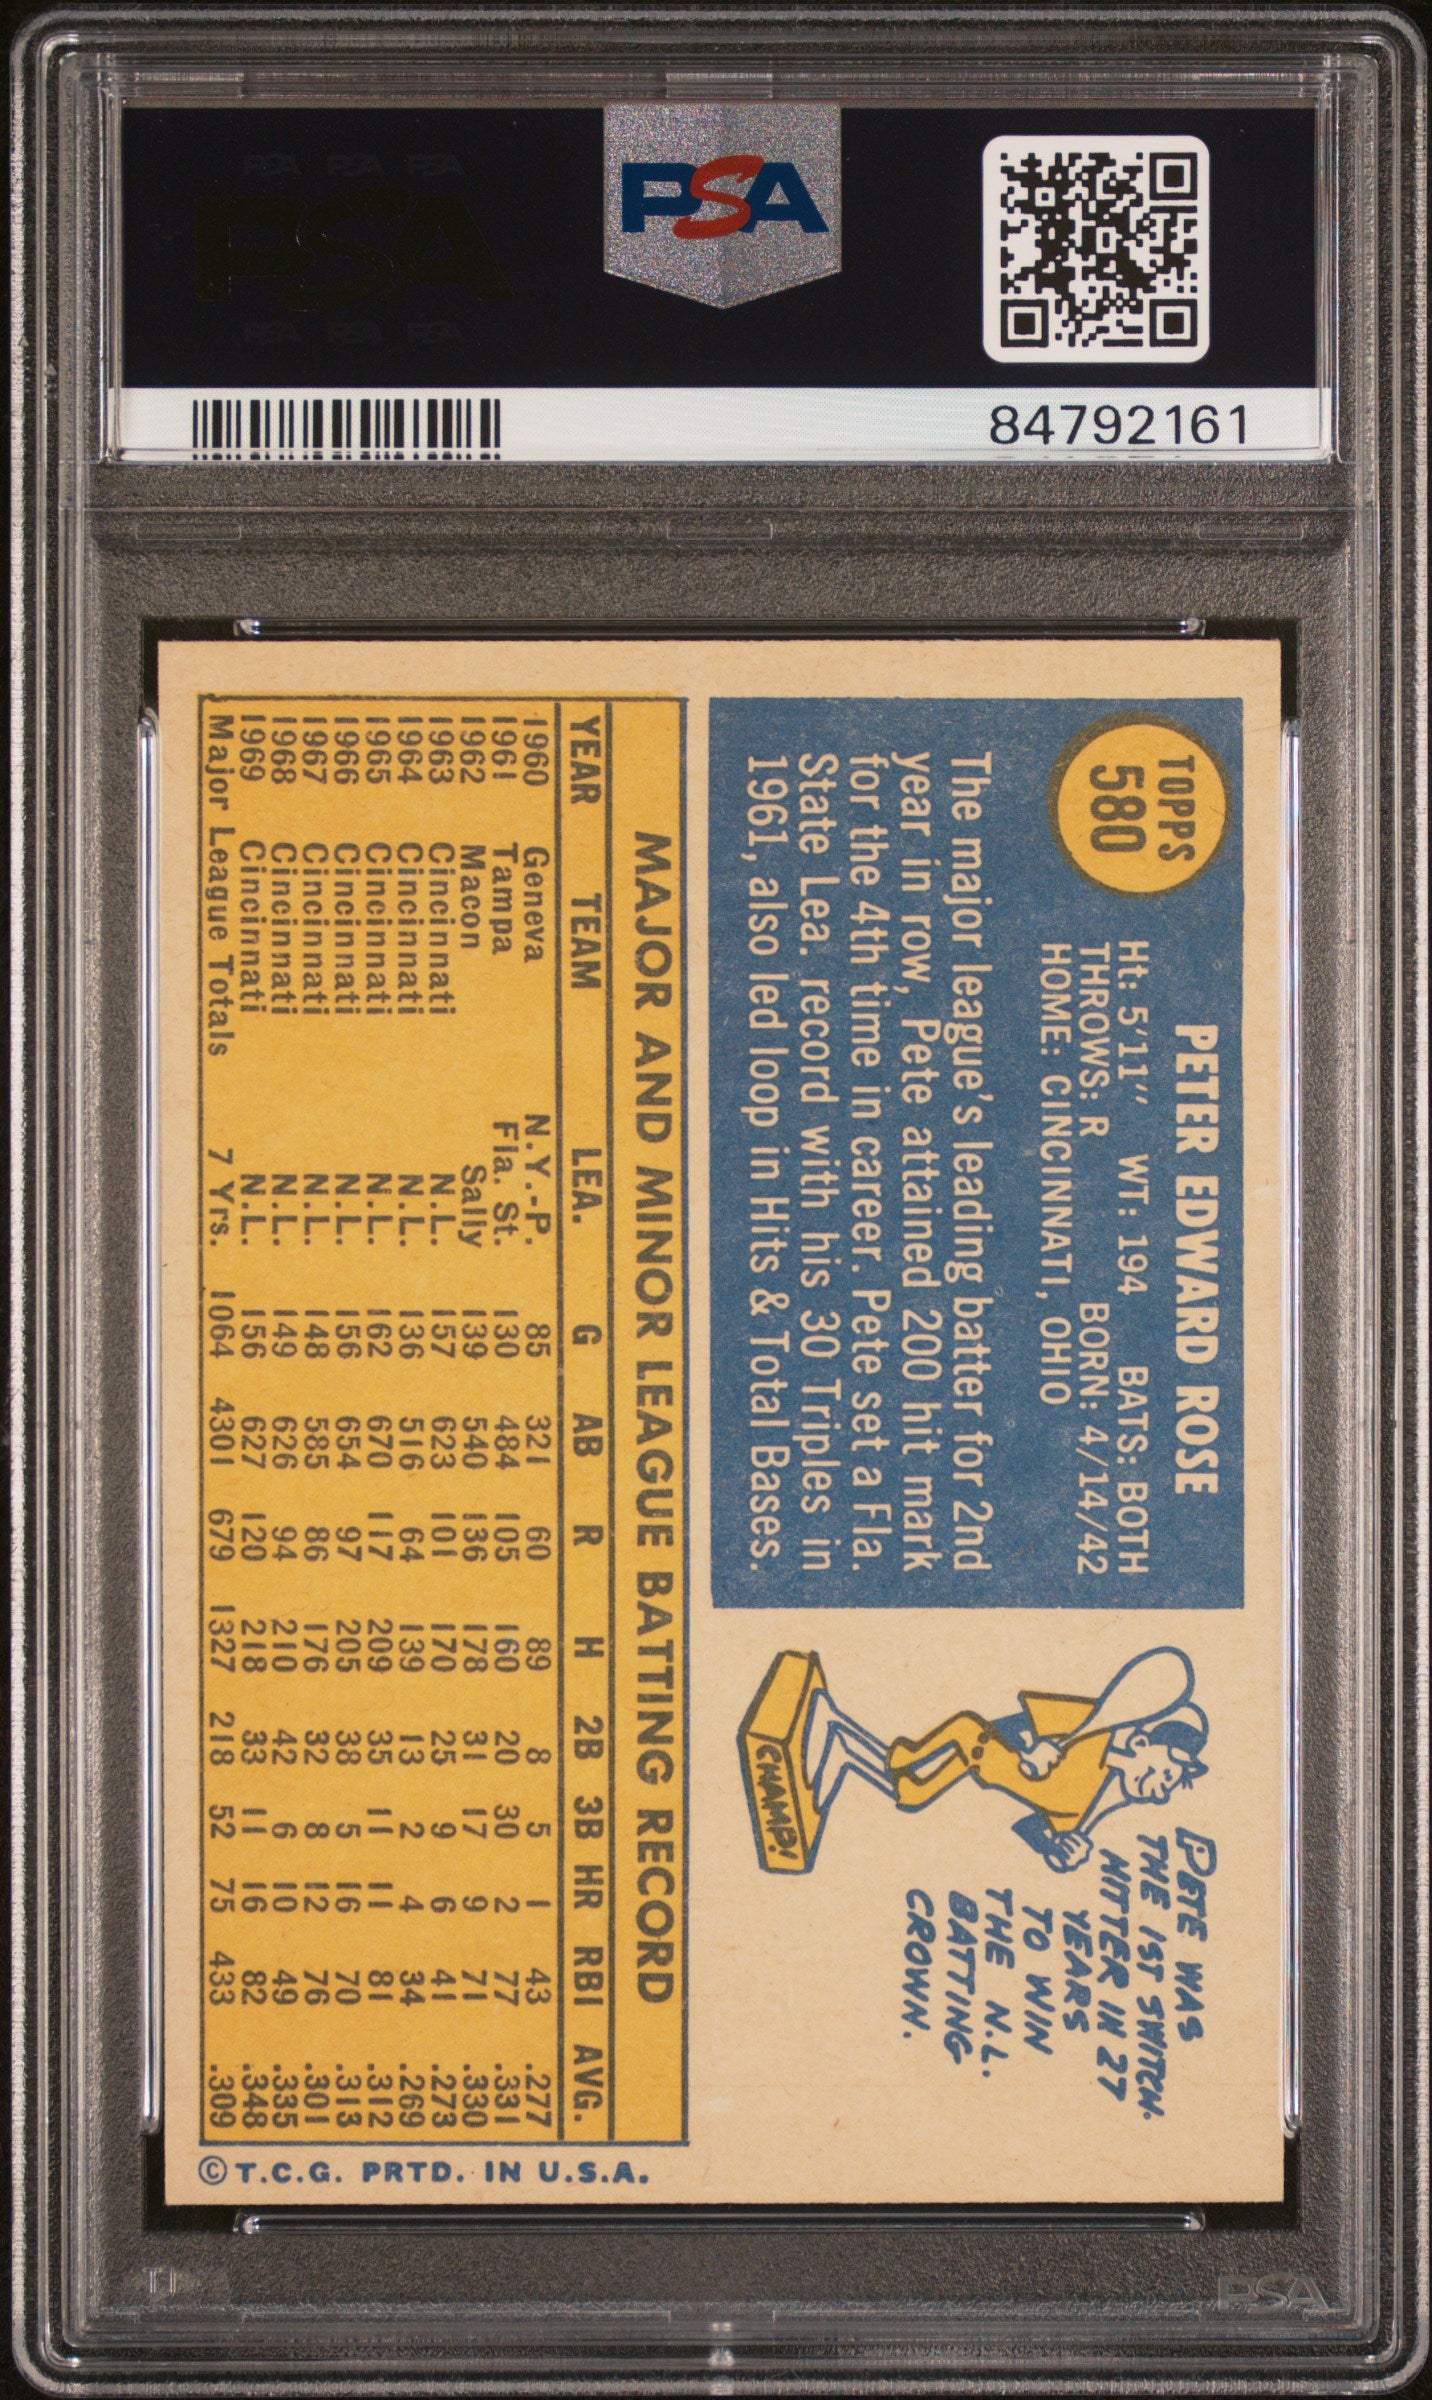 PSA PSA PSA
PSA
PSA PSA PSA
PSA
84792161
TOPPS
580
PETER EDWARD ROSE
Ht: 5'11" WT: 194 BATS: BOTH
THROWS: R BORN: 4/14/42
HOME: CINCINNATI, OHIO
The major league's leading batter for 2nd
year in row, Pete attained 200 hit mark
for the 4th time in career. Pete set a Fla.
State Lea. record with his 30 Triples in
1961, also led loop in Hits & Total Bases.
PETE WAS
THE 1ST SWITCH-
HITTER IN 27
YEARS
TO WIN
THE N.L.
BATTING
CROWN.
CHAMP!
MAJOR AND MINOR LEAGUE BATTING RECORD
YEAR TEAM LEA. G AB R H 2B 3B HR RBI AVG.
1960 Geneva N.Y.-P. 85 321 60 89 8 5 1 43 .277
1961 Tampa Fla. St. 130 484 105 160 20 30 2 77 .331
1962 Macon Sally 139 540 136 178 31 17 9 71 .330
1963 Cincinnati N.L. 157 623 101 170 25 9 6 41 .273
1964 Cincinnati N.L. 136 516 64 139 13 2 4 34 .269
1965 Cincinnati N.L. 162 670 117 209 35 11 11 81 .312
1966 Cincinnati N.L. 156 654 97 205 38 5 16 70 .313
1967 Cincinnati N.L. 148 585 86 176 32 8 12 76 .301
1968 Cincinnati N.L. 149 626 94 210 42 6 10 49 .335
1969 Cincinnati N.L. 156 627 120 218 33 11 16 82 .348
Major League Totals 7 Yrs. 1064 4301 679 1327 218 52 75 433 .309
© T.C.G. PRTD. IN U.S.A.
PSA